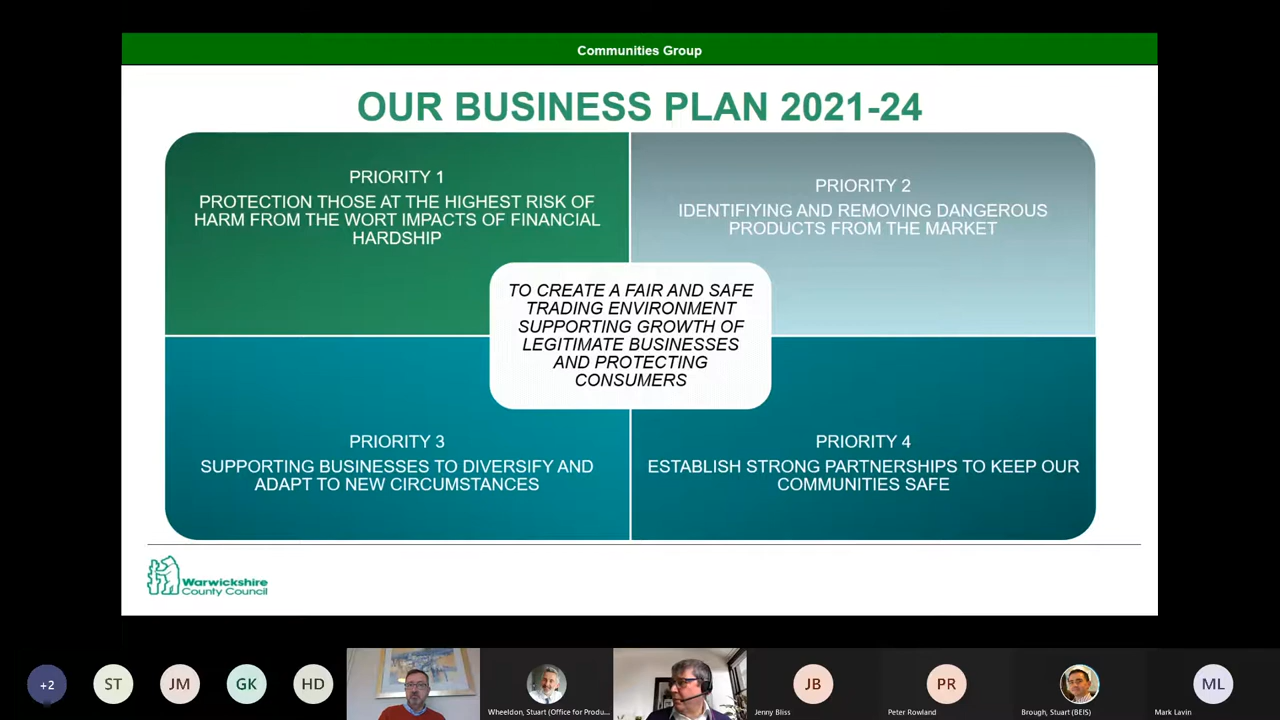 Communities Group
OUR BUSINESS PLAN 2021-24
PRIORITY 1
PROTECTION THOSE AT THE HIGHEST RISK OF
HARM FROM THE WORT IMPACTS OF FINANCIAL
HARDSHIP
PRIORITY 2
IDENTIFIYING AND REMOVING DANGEROUS
PRODUCTS FROM THE MARKET
TO CREATE A FAIR AND SAFE
TRADING ENVIRONMENT
SUPPORTING GROWTH OF
LEGITIMATE BUSINESSES
AND PROTECTING
CONSUMERS
PRIORITY 3
SUPPORTING BUSINESSES TO DIVERSIFY AND
ADAPT TO NEW CIRCUMSTANCES
PRIORITY 4
ESTABLISH STRONG PARTNERSHIPS TO KEEP OUR
COMMUNITIES SAFE
Warwickshire
County Council
+2
ST
JM
GK
HD
JB
PR
ML
Wheeldon, Stuart (Office for Produ...
Jenny Bliss
Peter Rowland
Brough, Stuart (BEIS)
Mark Lavin